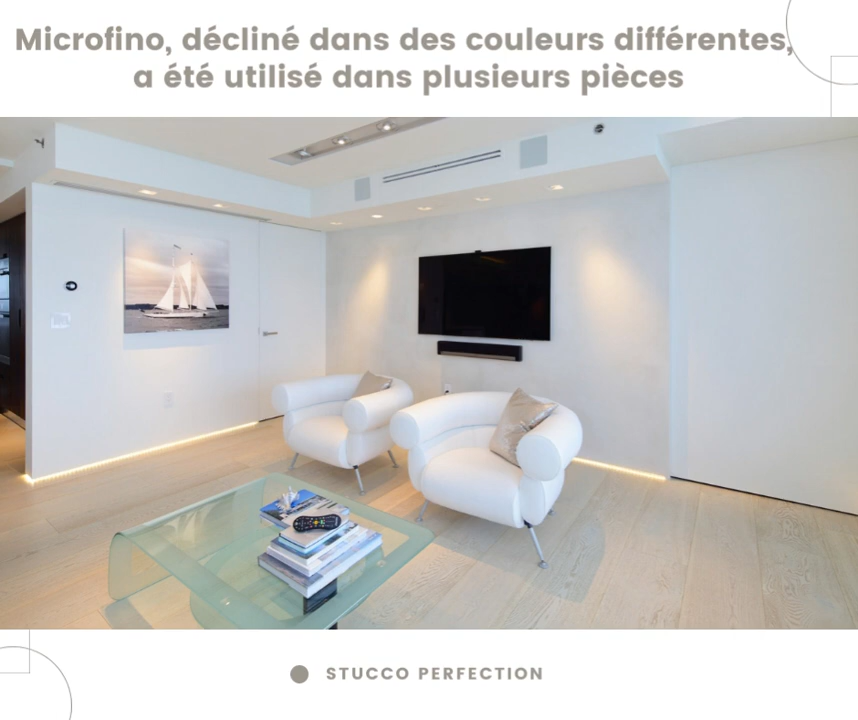 Microfino, décliné dans des couleurs différentes,
a été utilisé dans plusieurs pièces
STUCCO PERFECTION